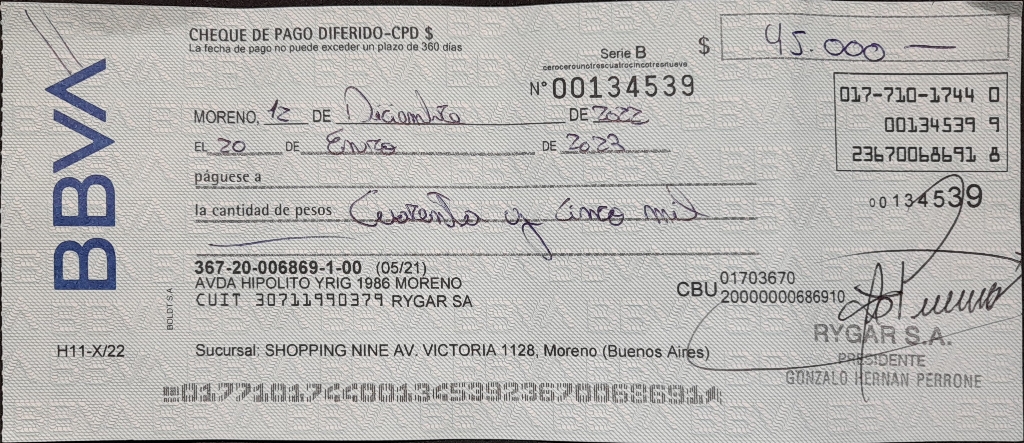 CHEQUE DE PAGO DIFERIDO-CPD $
La fecha de pago no puede exceder un plazo de 360 días
BBVA
Serie B
cerocerounotrescuatrocincotresnueve
N° 00134539
$ 45.000 —
017-710-1744 0
00134539 9
23670068691 8
MORENO, 12 DE Diciembre DE 2022
EL 20 DE Enero DE 2023
páguese a
la cantidad de pesos Cuarenta y cinco mil
00134539
367-20-006869-1-00 (05/21)
AVDA HIPOLITO YRIG 1986 MORENO
CUIT 30711990379 RYGAR SA
CBU 01703670
20000000686910
BOLDT S.A.
RYGAR S.A.
PRESIDENTE
GONZALO HERNAN PERRONE
H11-X/22
Sucursal: SHOPPING NINE AV. VICTORIA 1128, Moreno (Buenos Aires)
017710174400134539923670068691